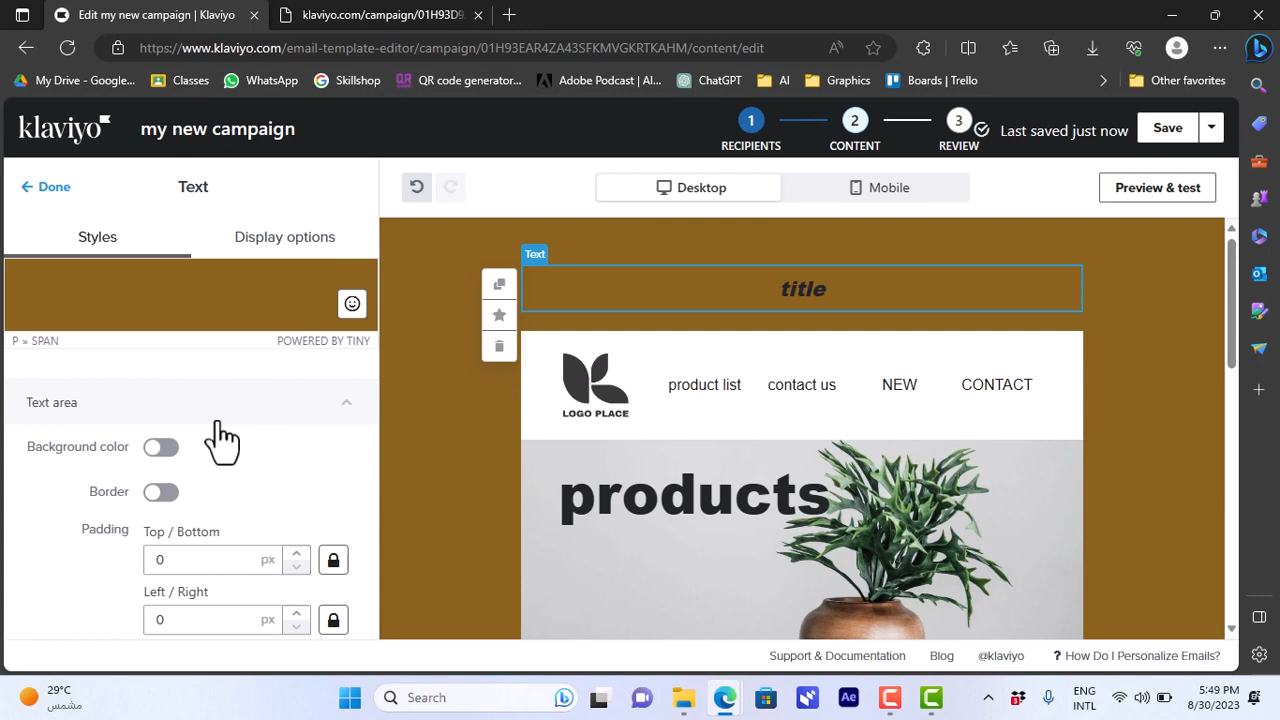 Edit my new campaign | Klaviyo
klaviyo.com/campaign/01H93D9
https://www.klaviyo.com/email-template-editor/campaign/01H93EAR4ZA43SFKMVGKRTKAHM/content/edit
My Drive - Google...
Classes
WhatsApp
Skillshop
QR code generator...
Adobe Podcast | AI...
ChatGPT
AI
Graphics
Boards | Trello
Other favorites
klaviyo
my new campaign
1
2
3
RECIPIENTS
CONTENT
REVIEW
Last saved just now
Save
Done
Text
Desktop
Mobile
Preview & test
Styles
Display options
Text
title
P » SPAN
POWERED BY TINY
LOGO PLACE
product list
contact us
NEW
CONTACT
Text area
Background color
products
Border
Padding
Top / Bottom
0
px
Left / Right
0
px
Support & Documentation
Blog
@klaviyo
? How Do I Personalize Emails?
29°C
مشمس
Search
Ae
ENG
INTL
5:49 PM
8/30/2023